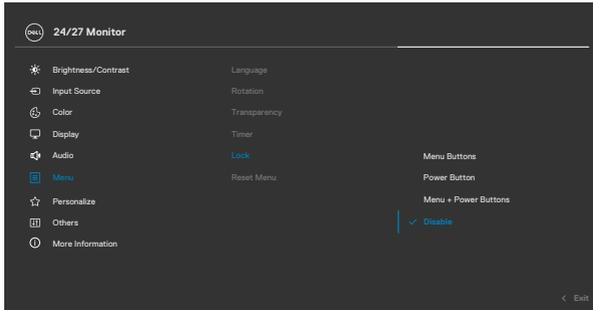 DELL
24/27 Monitor
Brightness/Contrast
Input Source
Color
Display
Audio
Menu
Personalize
Others
More Information
Language
Rotation
Transparency
Timer
Lock
Reset Menu
Menu Buttons
Power Button
Menu + Power Buttons
Disable
Exit